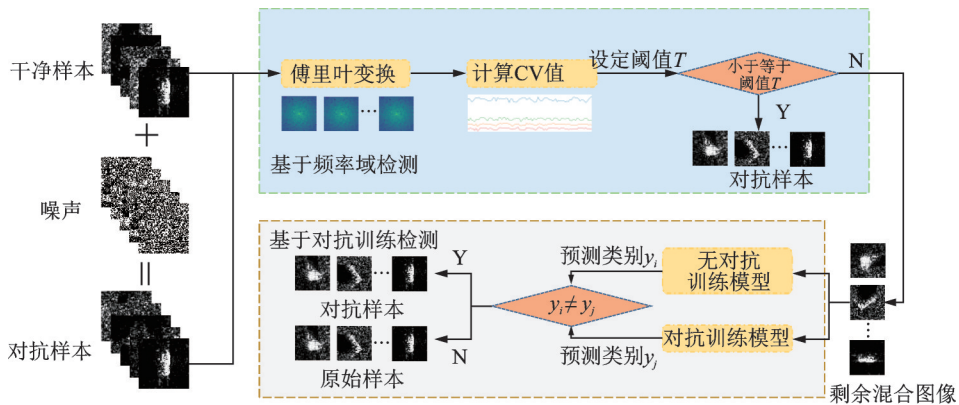 干净样本
噪声
对抗样本
傅里叶变换
计算CV值
设定阈值T
小于等于
阈值T
N
Y
对抗样本
基于频率域检测
基于对抗训练检测
Y
对抗样本
N
原始样本
yᵢ≠yⱼ
预测类别yᵢ
预测类别yⱼ
无对抗
训练模型
对抗训练模型
剩余混合图像